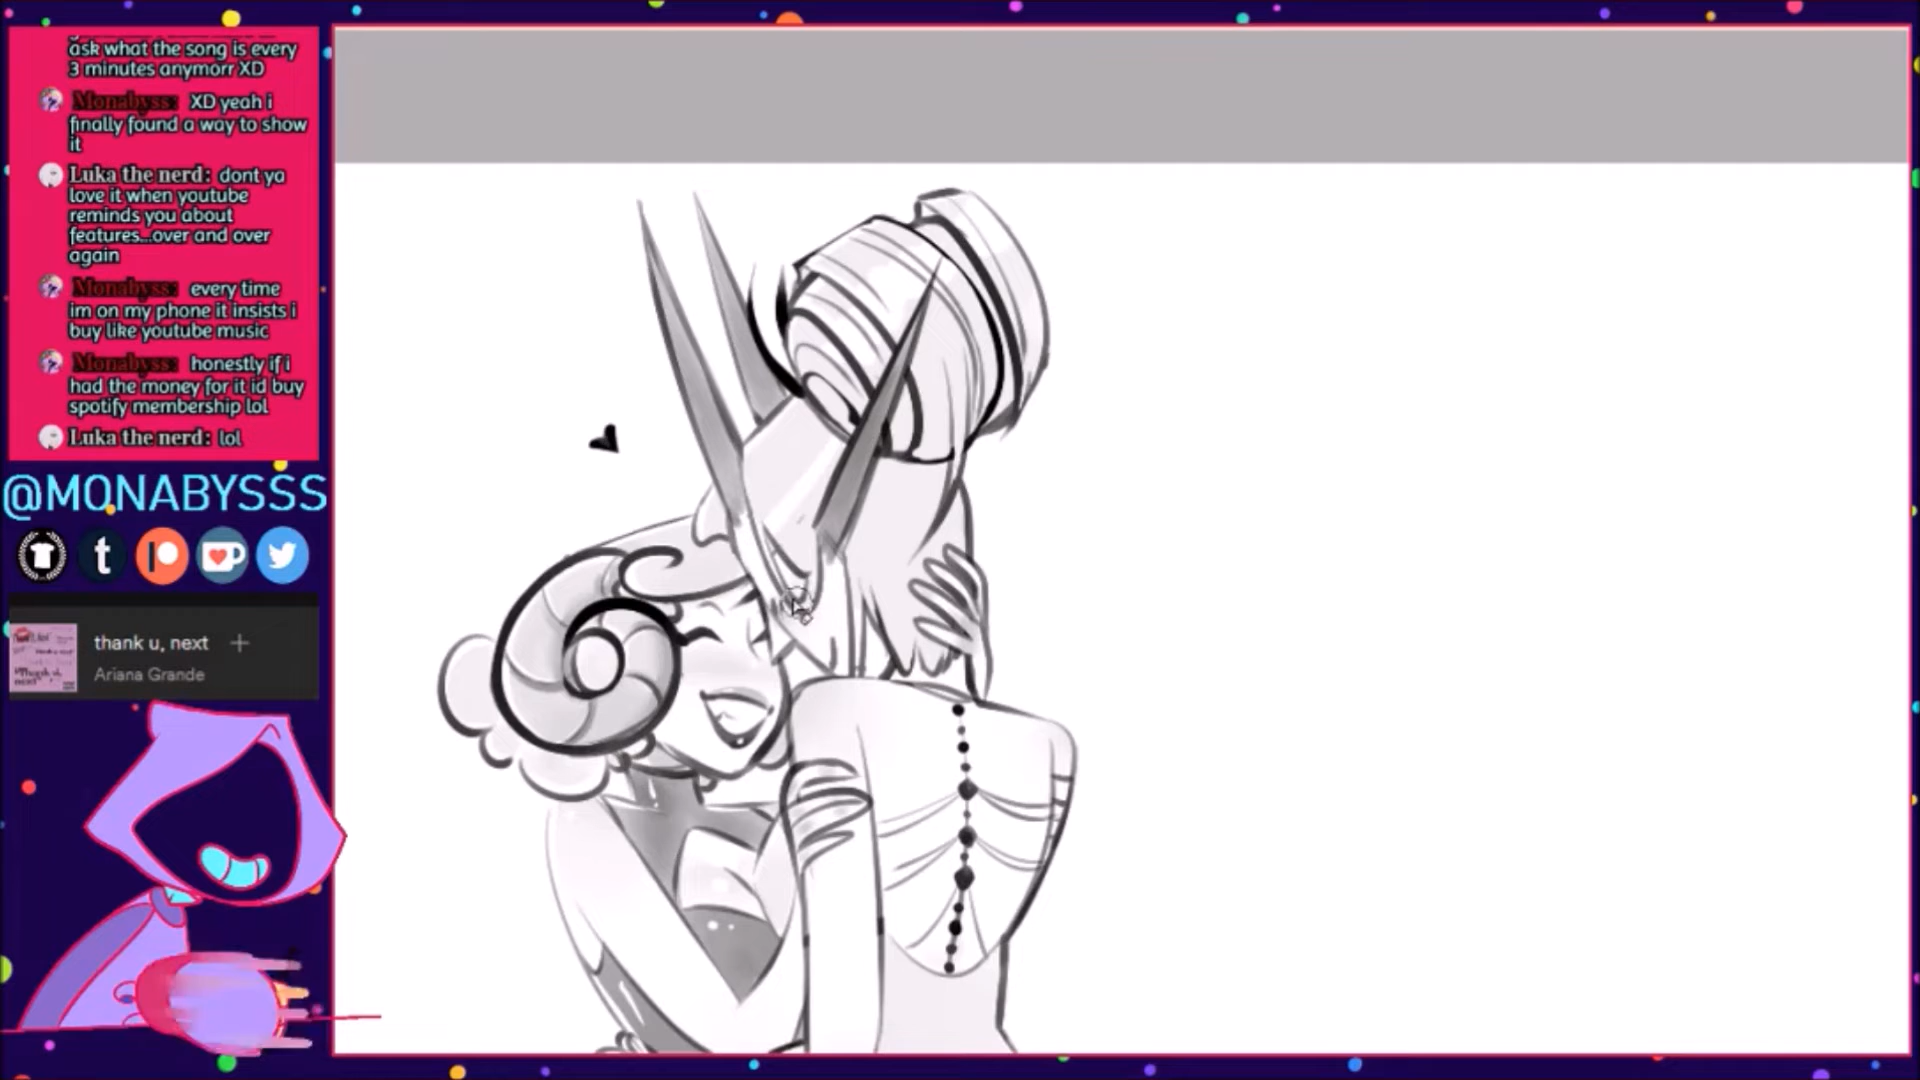 ask what the song is every
3 minutes anymorr XD
Monabyss: XD yeah i
finally found a way to show
it
Luka the nerd: dont ya
love it when youtube
reminds you about
features...over and over
again
Monabyss: every time
im on my phone it insists i
buy like youtube music
Monabyss: honestly if i
had the money for it id buy
spotify membership lol
Luka the nerd: lol
@MONABYSSS
t
thank u, next +
Ariana Grande